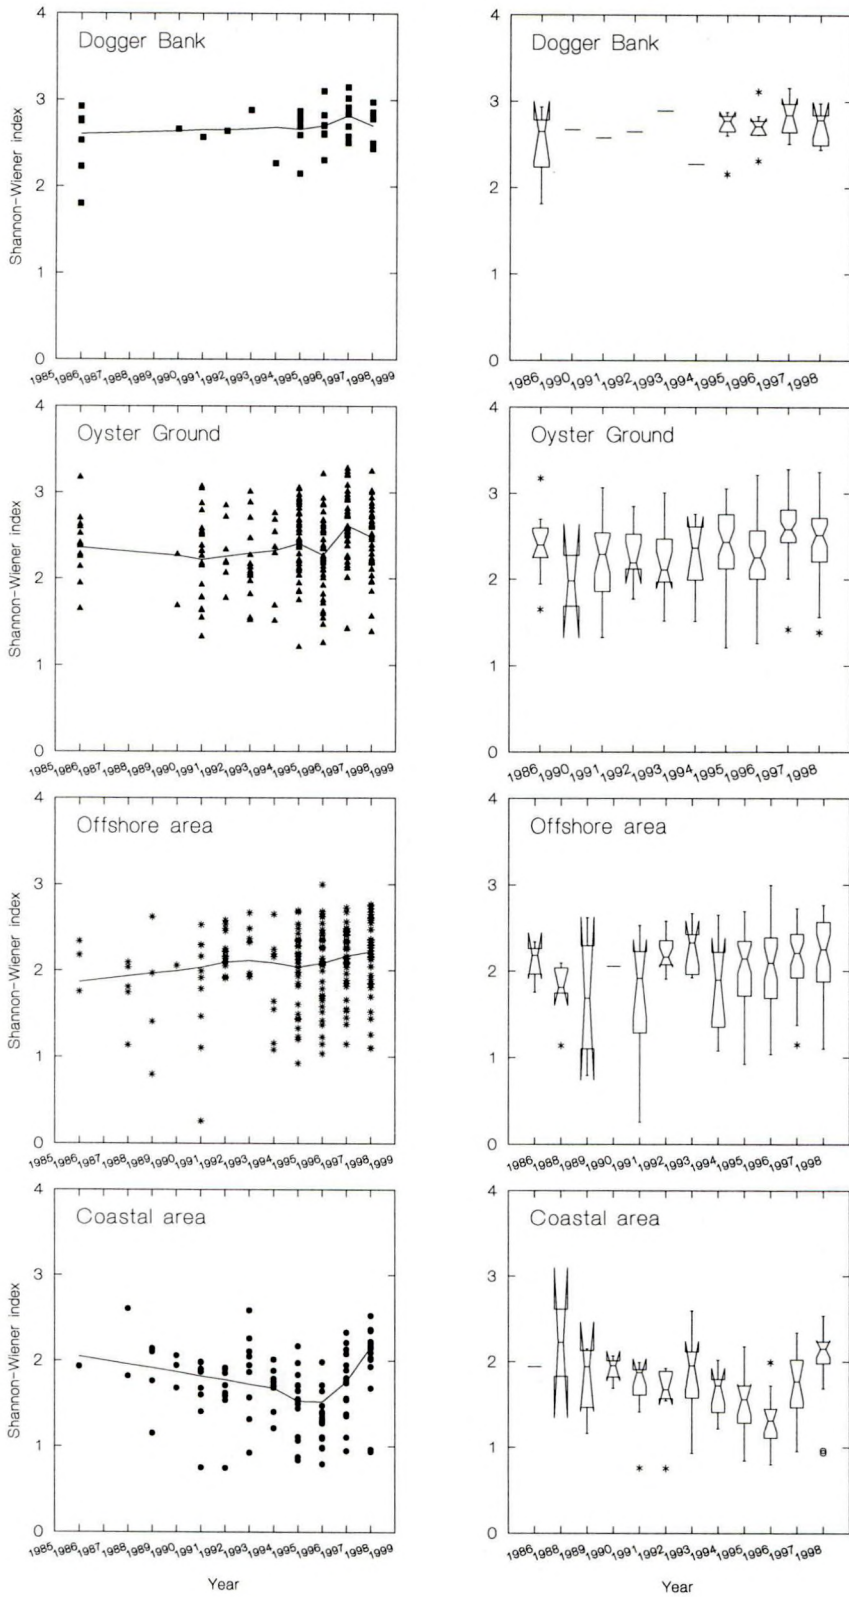 4
3
2
1
0
Shannon-Wiener index
Dogger Bank
1985 1986 1987 1988 1989 1990 1991 1992 1993 1994 1995 1996 1997 1998 1999
4
3
2
1
0
Dogger Bank
1986 1990 1991 1992 1993 1994 1995 1996 1997 1998
4
3
2
1
0
Shannon-Wiener index
Oyster Ground
1985 1986 1987 1988 1989 1990 1991 1992 1993 1994 1995 1996 1997 1998 1999
4
3
2
1
0
Oyster Ground
1986 1990 1991 1992 1993 1994 1995 1996 1997 1998
4
3
2
1
0
Shannon-Wiener index
Offshore area
1985 1986 1987 1988 1989 1990 1991 1992 1993 1994 1995 1996 1997 1998 1999
4
3
2
1
0
Offshore area
1986 1988 1989 1990 1991 1992 1993 1994 1995 1996 1997 1998
4
3
2
1
0
Shannon-Wiener index
Coastal area
1985 1986 1987 1988 1989 1990 1991 1992 1993 1994 1995 1996 1997 1998 1999
Year
4
3
2
1
0
Coastal area
1986 1988 1989 1990 1991 1992 1993 1994 1995 1996 1997 1998
Year